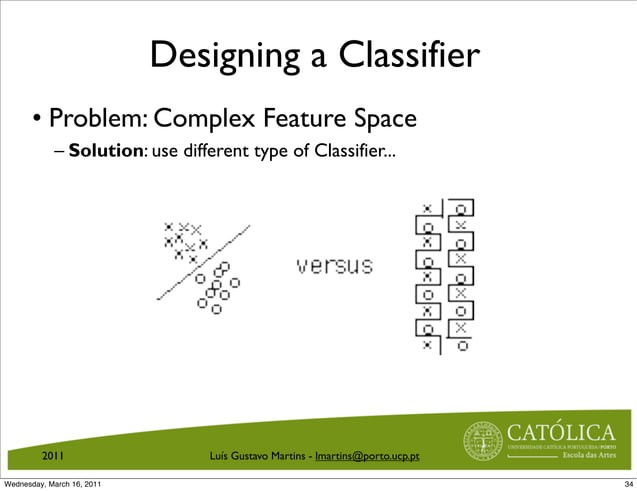 Designing a Classifier
• Problem: Complex Feature Space
– Solution: use different type of Classifier...
versus
CATÓLICA
UNIVERSIDADE CATÓLICA PORTUGUESA | PORTO
Escola das Artes
2011
Luís Gustavo Martins - lmartins@porto.ucp.pt
Wednesday, March 16, 2011
34